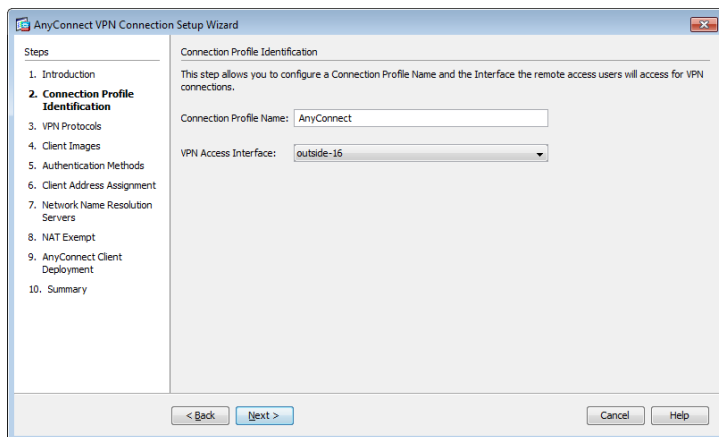 AnyConnect VPN Connection Setup Wizard
Steps
1. Introduction
2. Connection Profile
Identification
3. VPN Protocols
4. Client Images
5. Authentication Methods
6. Client Address Assignment
7. Network Name Resolution
Servers
8. NAT Exempt
9. AnyConnect Client
Deployment
10. Summary
Connection Profile Identification
This step allows you to configure a Connection Profile Name and the Interface the remote access users will access for VPN
connections.
Connection Profile Name: AnyConnect
VPN Access Interface: outside-16
< Back Next > Cancel Help